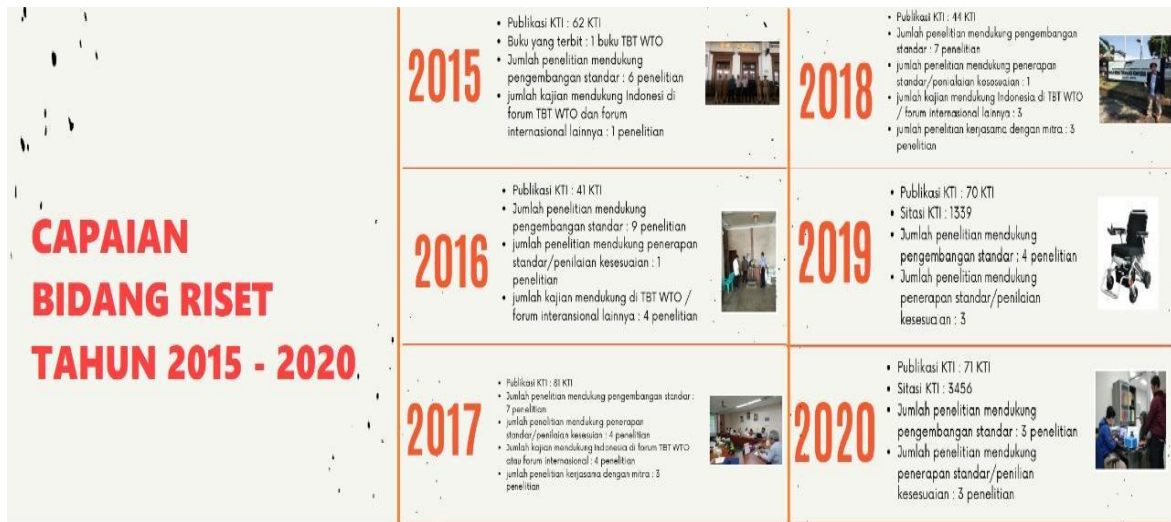 CAPAIAN
BIDANG RISET
TAHUN 2015 - 2020
2015
• Publikasi KTI : 62 KTI
• Buku yang terbit : 1 buku TBT WTO
• Jumlah penelitian mendukung
pengembangan standar : 6 penelitian
• jumlah kajian mendukung Indonesi di
forum TBT WTO dan forum
internasional lainnya : 1 penelitian
2016
• Publikasi KTI : 41 KTI
• Jumlah penelitian mendukung
pengembangan standar : 9 penelitian
• jumlah penelitian mendukung penerapan
standar/penilaian kesesuaian : 1
penelitian
• jumlah kajian mendukung di TBT WTO /
forum interansional lainnya : 4 penelitian
2017
• Publikasi KTI : 81 KTI
• Jumlah penelitian mendukung pengembangan standar :
7 penelitian
• jumlah penelitian mendukung penerapan
standar/penilaian kesesuaian : 4 penelitian
• Jumlah kajian mendukung Indonesia di forum TBT WTO
atau forum internasional : 4 penelitian
• jumlah penelitian kerjasama dengan mitra : 3
penelitian
2018
• Publikasi KTI : 44 KTI
• Jumlah penelitian mendukung pengembangan
standar : 7 penelitian
• jumlah penelitian mendukung penerapan
standar/penialaian kesosuaian : 1
• jumlah kajian mendukung Indonesia di TBT WTO
/ forum internasional lainnya : 3
• jumlah penelitian kerjasama dengan mitra : 3
penelitian
2019
• Publikasi KTI : 70 KTI
• Sitasi KTI : 1339
• Jumlah penelitian mendukung
pengembangan standar : 4 penelitian
• Jumlah penelitian mendukung
penerapan standar/penilaian
kesesuaian : 3
2020
• Publikasi KTI : 71 KTI
• Sitasi KTI : 3456
• Jumlah penelitian mendukung
pengembangan standar : 3 penelitian
• Jumlah penelitian mendukung
penerapan standar/penilian
kesesuaian : 3 penelitian